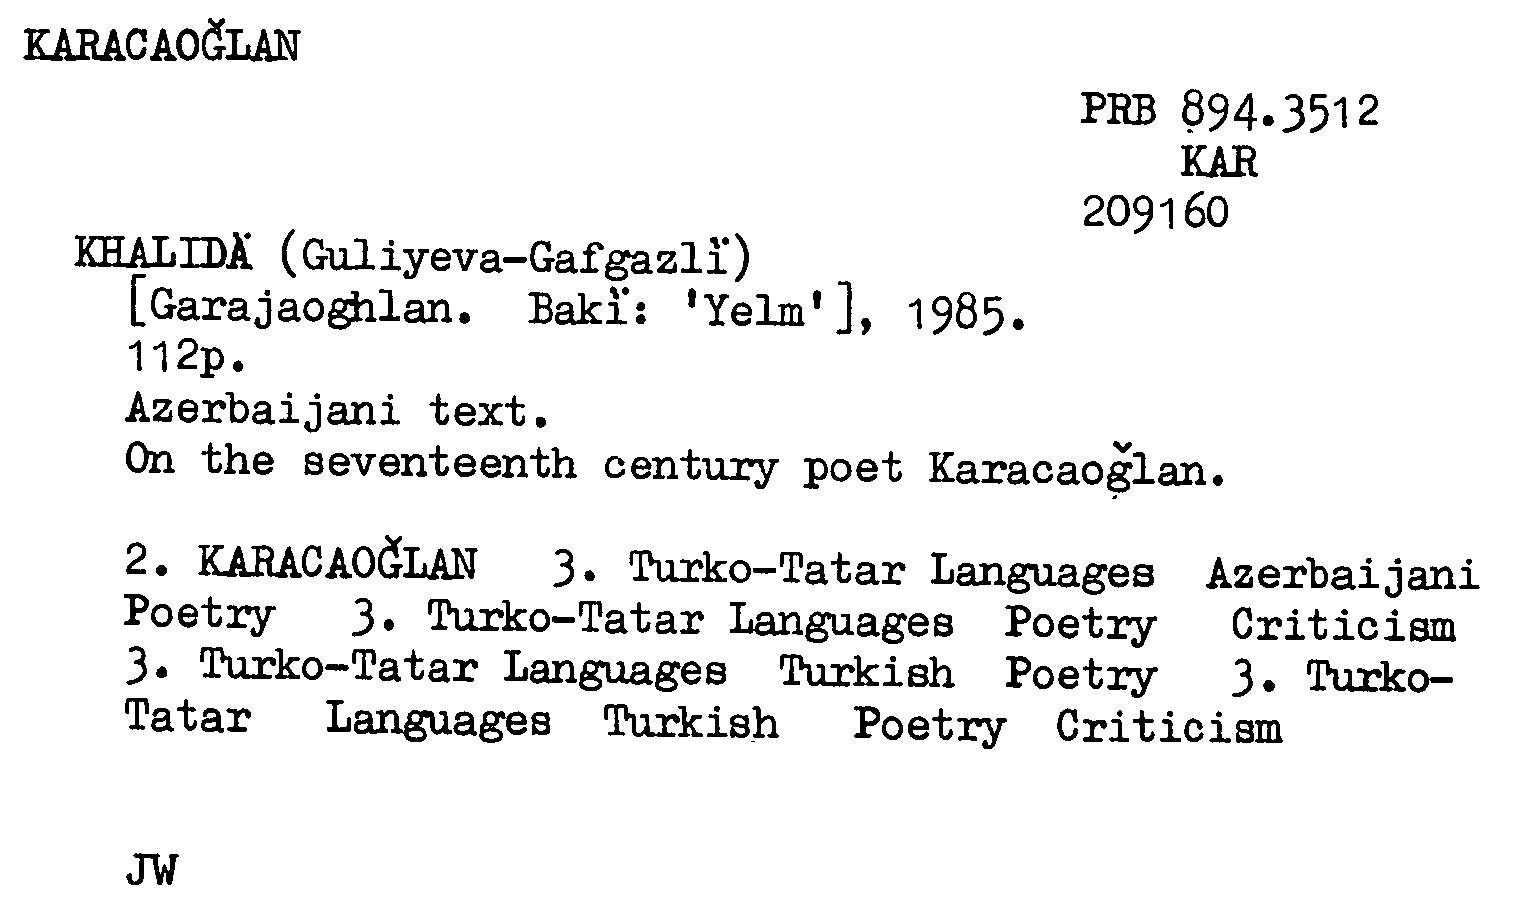 KARACAOĞLAN
PRB 894.3512
KAR
209160
KHALIDÄ (Guliyeva-Gafgazlï)
[Garajaoghlan. Bakï: 'Yelm'], 1985.
112p.
Azerbaijani text.
On the seventeenth century poet Karacaoğlan.
2. KARACAOĞLAN 3. Turko-Tatar Languages Azerbaijani
Poetry 3. Turko-Tatar Languages Poetry Criticism
3. Turko-Tatar Languages Turkish Poetry 3. Turko-
Tatar Languages Turkish Poetry Criticism
JW